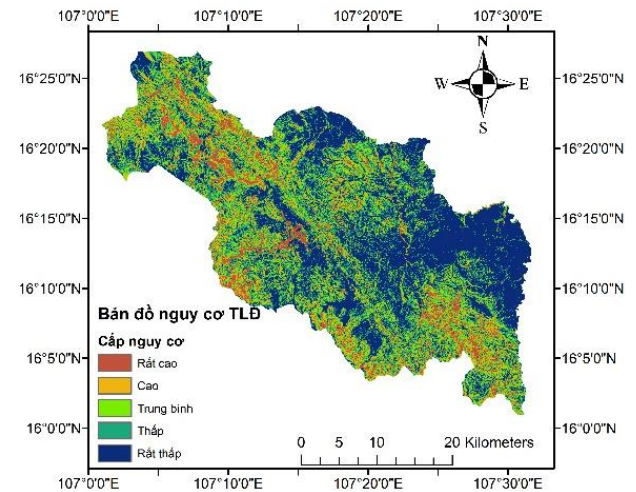 107°0'0"E 107°10'0"E 107°20'0"E 107°30'0"E
N
W E
S
16°25'0"N 16°25'0"N
16°20'0"N 16°20'0"N
16°15'0"N 16°15'0"N
16°10'0"N 16°10'0"N
Bản đồ nguy cơ TLĐ
Cấp nguy cơ
16°5'0"N 16°5'0"N
Rất cao
Cao
Trung bình
16°0'0"N 16°0'0"N
Thấp
Rất thấp
0 5 10 20 Kilometers
107°0'0"E 107°10'0"E 107°20'0"E 107°30'0"E